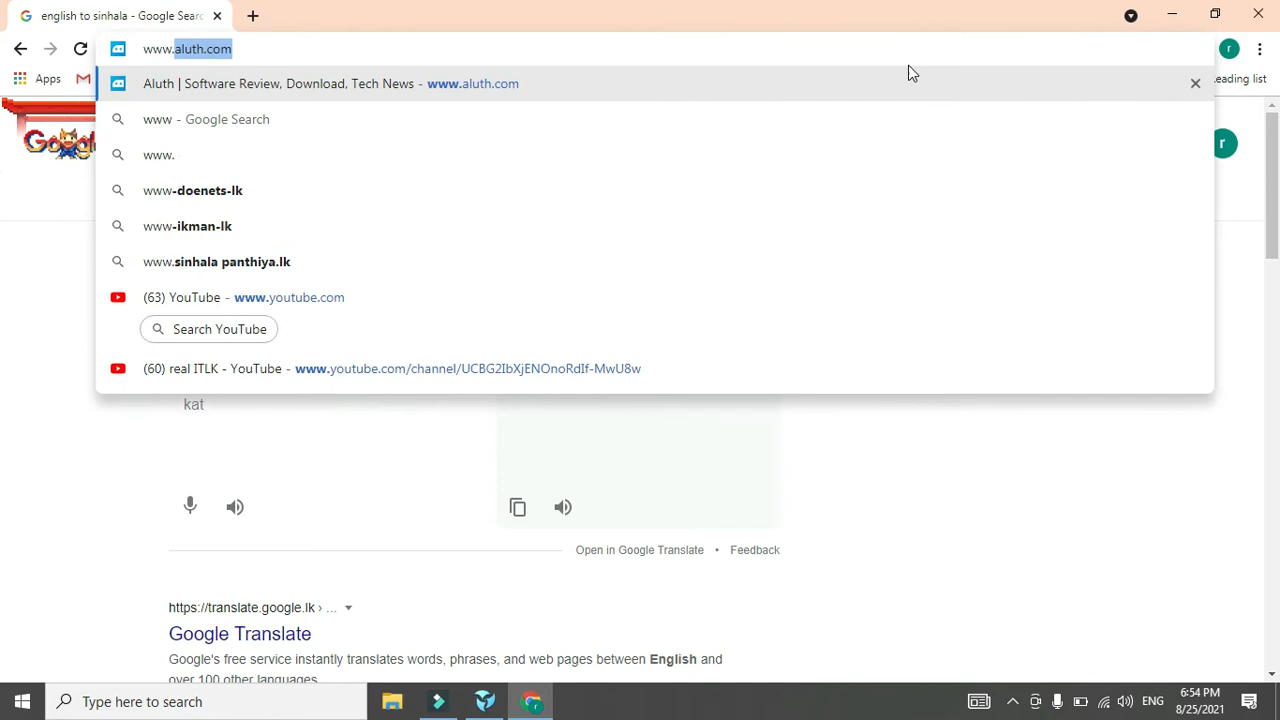 english to sinhala - Google Sear
www.aluth.com
r
Apps
eading list
Aluth | Software Review, Download, Tech News - www.aluth.com
www - Google Search
www.
www-doenets-lk
www-ikman-lk
www.sinhala panthiya.lk
(63) YouTube - www.youtube.com
Search YouTube
(60) real ITLK - YouTube - www.youtube.com/channel/UCBG2IbXjENOnoRdIf-MwU8w
Google
r
kat
Open in Google Translate • Feedback
https://translate.google.lk › ...
Google Translate
Google's free service instantly translates words, phrases, and web pages between English and
over 100 other languages.
Type here to search
ENG
6:54 PM
8/25/2021